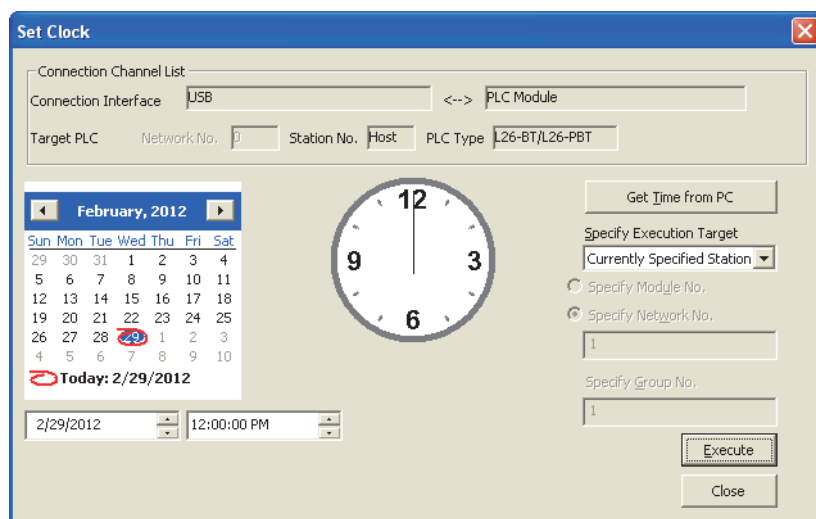 Set Clock
Connection Channel List
Connection Interface USB <--> PLC Module
Target PLC Network No. 0 Station No. Host PLC Type L26-BT/L26-PBT
February, 2012
Sun Mon Tue Wed Thu Fri Sat
29 30 31 1 2 3 4
5 6 7 8 9 10 11
12 13 14 15 16 17 18
19 20 21 22 23 24 25
26 27 28 29 1 2 3
4 5 6 7 8 9 10
Today: 2/29/2012
2/29/2012 12:00:00 PM
12
9 3
6
Get Time from PC
Specify Execution Target
Currently Specified Station
Specify Module No.
Specify Network No.
1
Specify Group No.
1
Execute
Close